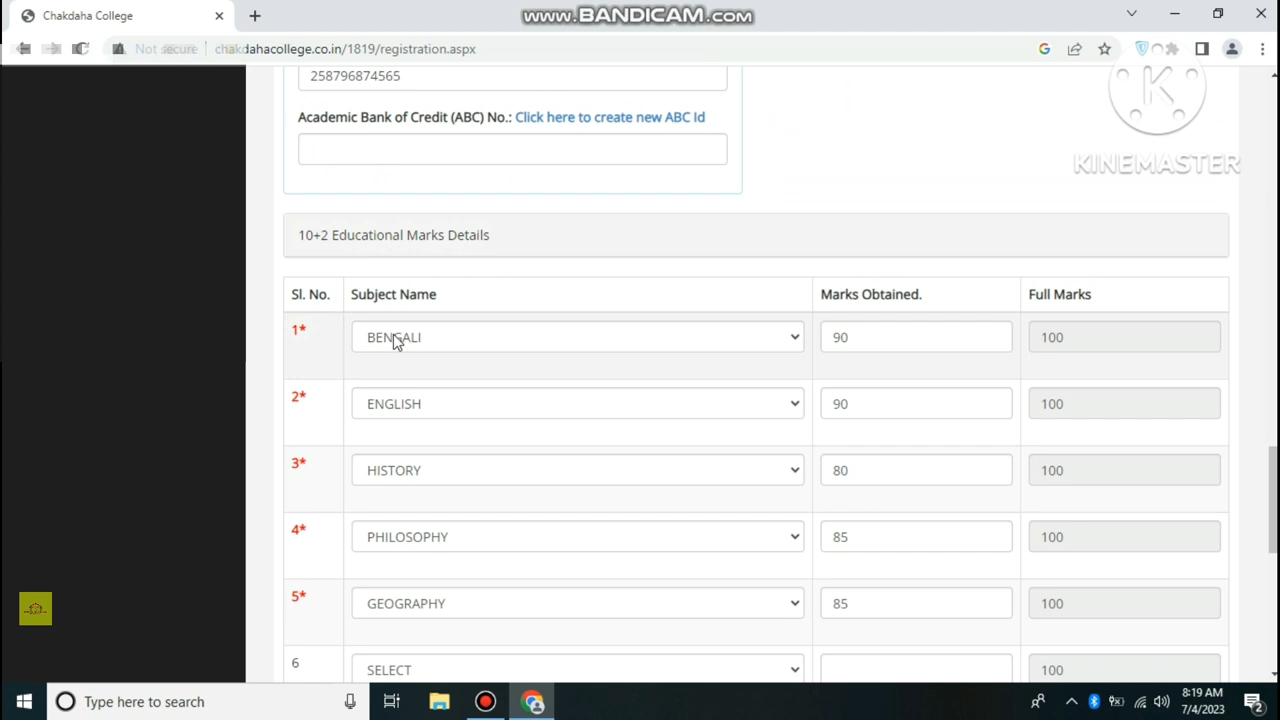 Chakdaha College
www.BANDICAM.com
Not secure
chakdahacollege.co.in/1819/registration.aspx
K
KINEMASTER
258796874565
Academic Bank of Credit (ABC) No.: Click here to create new ABC Id
10+2 Educational Marks Details
Sl. No. Subject Name Marks Obtained. Full Marks
1* BENGALI 90 100
2* ENGLISH 90 100
3* HISTORY 80 100
4* PHILOSOPHY 85 100
5* GEOGRAPHY 85 100
6 SELECT 100
Type here to search
8:19 AM
7/4/2023
2